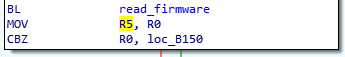 BL read_firmware
MOV R5, R0
CBZ R0, loc_B150